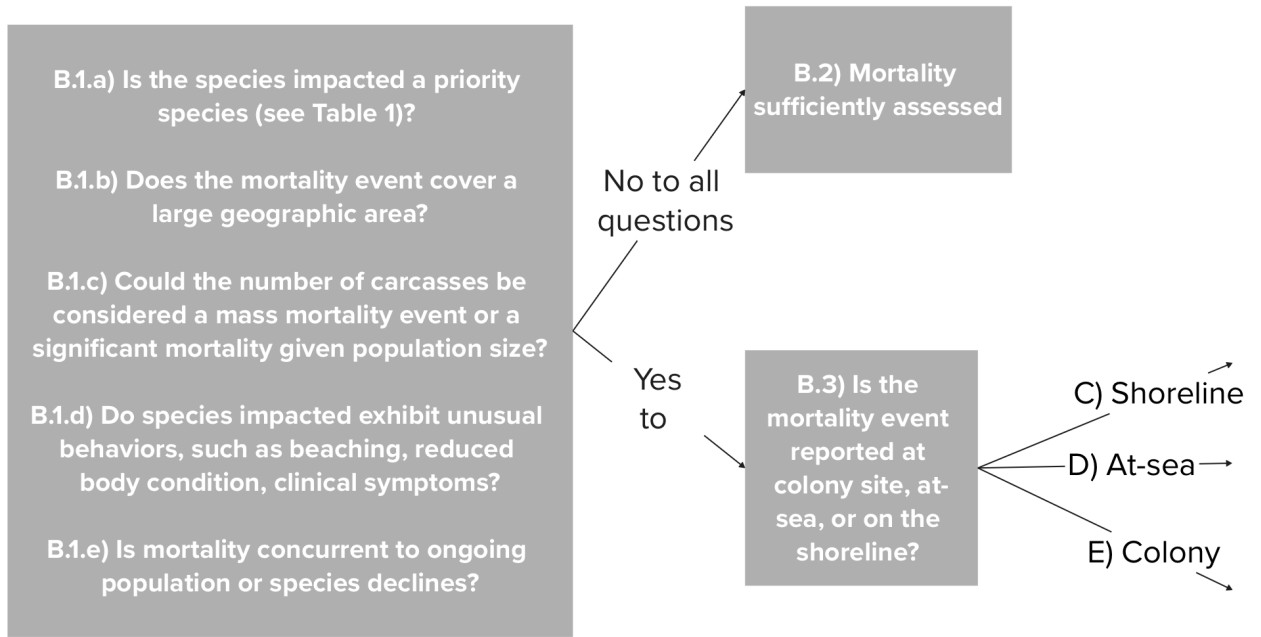 B.1.a) Is the species impacted a priority
species (see Table 1)?
B.1.b) Does the mortality event cover a
large geographic area?
B.1.c) Could the number of carcasses be
considered a mass mortality event or a
significant mortality given population size?
B.1.d) Do species impacted exhibit unusual
behaviors, such as beaching, reduced
body condition, clinical symptoms?
B.1.e) Is mortality concurrent to ongoing
population or species declines?
No to all
questions
Yes
to
B.2) Mortality
sufficiently assessed
B.3) Is the
mortality event
reported at
colony site, at-
sea, or on the
shoreline?
C) Shoreline
D) At-sea
E) Colony